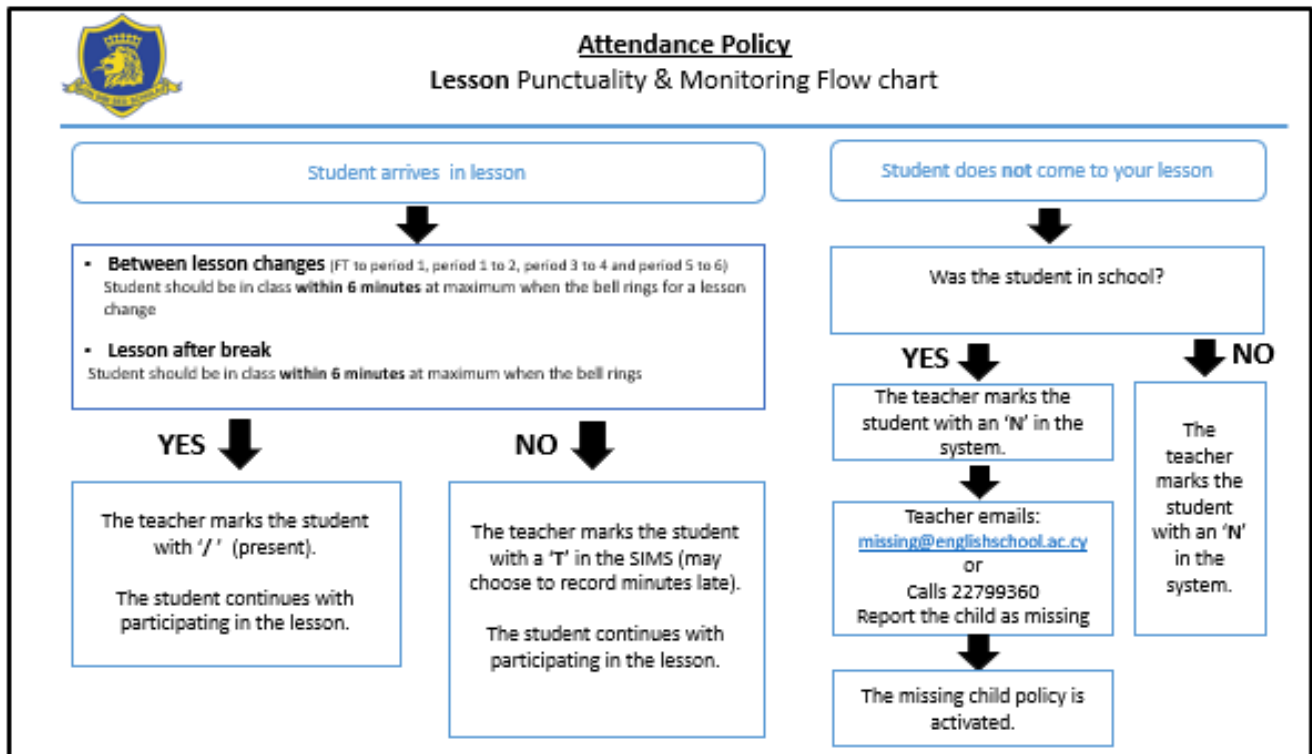 Attendance Policy
Lesson Punctuality & Monitoring Flow chart
Student arrives in lesson
▪ Between lesson changes (FT to period 1, period 1 to 2, period 3 to 4 and period 5 to 6)
Student should be in class within 6 minutes at maximum when the bell rings for a lesson
change
▪ Lesson after break
Student should be in class within 6 minutes at maximum when the bell rings
YES
NO
The teacher marks the student
with '/ ' (present).
The student continues with
participating in the lesson.
The teacher marks the student
with a 'T' in the SIMS (may
choose to record minutes late).
The student continues with
participating in the lesson.
Student does not come to your lesson
Was the student in school?
YES
NO
The teacher marks the
student with an 'N' in the
system.
Teacher emails:
missing@englishschool.ac.cy
or
Calls 22799360
Report the child as missing
The missing child policy is
activated.
The
teacher
marks the
student
with an 'N'
in the
system.